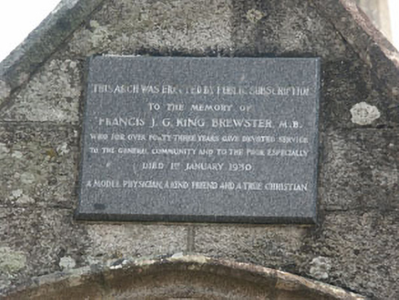 THIS ARCH WAS ERECTED BY PUBLIC SUBSCRIPTION
TO THE MEMORY OF
FRANCIS J. G. KING BREWSTER, M.B.
WHO FOR OVER FORTY THREE YEARS GAVE DEVOTED SERVICE
TO THE GENERAL COMMUNITY AND TO THE POOR ESPECIALLY
DIED 1ST JANUARY 1930
A MODEL PHYSICIAN, A KIND FRIEND AND A TRUE CHRISTIAN